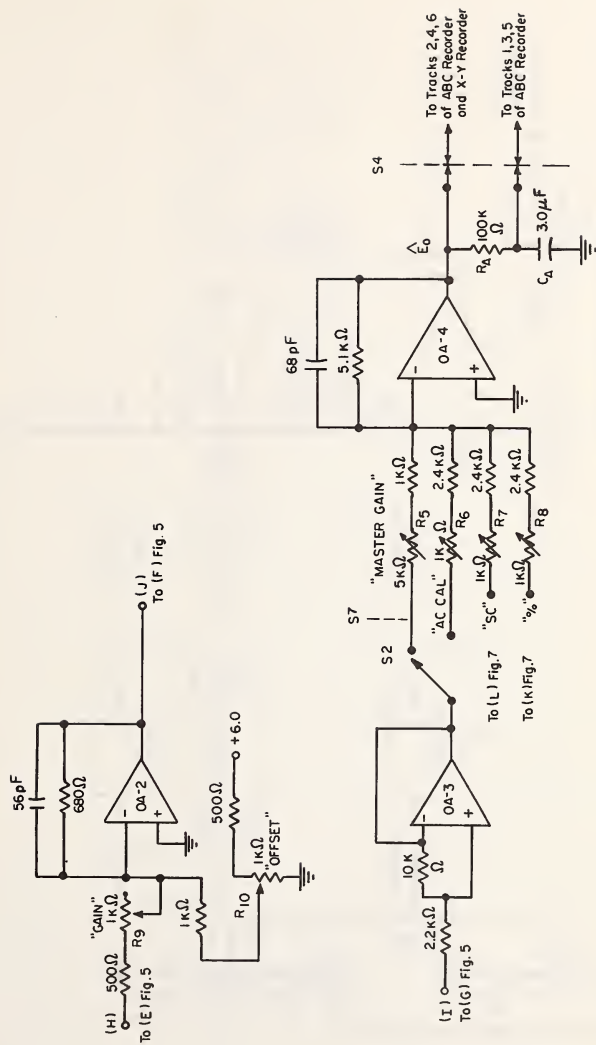 56pF
680Ω
"GAIN"
1KΩ
500Ω
R9
(H)
To (E) Fig. 5
OA-2
-
+
(J)
To (F) Fig. 5
1KΩ
500Ω
+6.0
1KΩ
"OFFSET"
R10
(I)
To (G) Fig. 5
2.2KΩ
10K
Ω
OA-3
-
+
S2
S7
"MASTER GAIN"
5KΩ
R5
1KΩ
"AC CAL"
1KΩ
R6
2.4KΩ
"SC"
1KΩ
R7
2.4KΩ
"%"
1KΩ
R8
2.4KΩ
To (L) Fig. 7
To (K) Fig. 7
68pF
5.1KΩ
OA-4
-
+
Ê₀
RΔ
100K
Ω
CΔ
3.0μF
S4
To Tracks 2,4,6
of ABC Recorder
and X-Y Recorder
To Tracks 1,3,5
of ABC Recorder